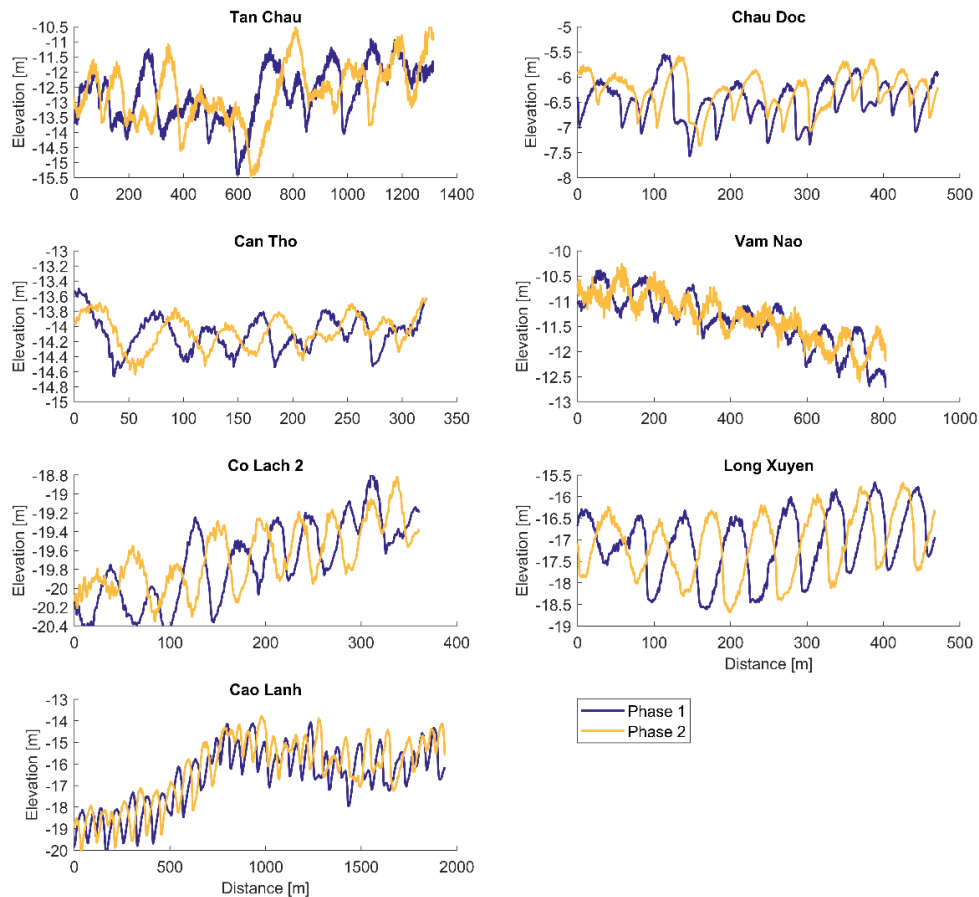 Tan Chau
-10.5
-11
-11.5
-12
-12.5
-13
-13.5
-14
-14.5
-15
-15.5
Elevation [m]
0 200 400 600 800 1000 1200 1400
Chau Doc
-5
-5.5
-6
-6.5
-7
-7.5
-8
Elevation [m]
0 100 200 300 400 500
Can Tho
-13
-13.2
-13.4
-13.6
-13.8
-14
-14.2
-14.4
-14.6
-14.8
-15
Elevation [m]
0 50 100 150 200 250 300 350
Vam Nao
-10
-10.5
-11
-11.5
-12
-12.5
-13
Elevation [m]
0 200 400 600 800 1000
Co Lach 2
-18.8
-19
-19.2
-19.4
-19.6
-19.8
-20
-20.2
-20.4
Elevation [m]
0 100 200 300 400
Long Xuyen
-15.5
-16
-16.5
-17
-17.5
-18
-18.5
-19
Elevation [m]
0 100 200 300 400 500
Distance [m]
Cao Lanh
-13
-14
-15
-16
-17
-18
-19
-20
Elevation [m]
0 500 1000 1500 2000
Distance [m]
Phase 1
Phase 2